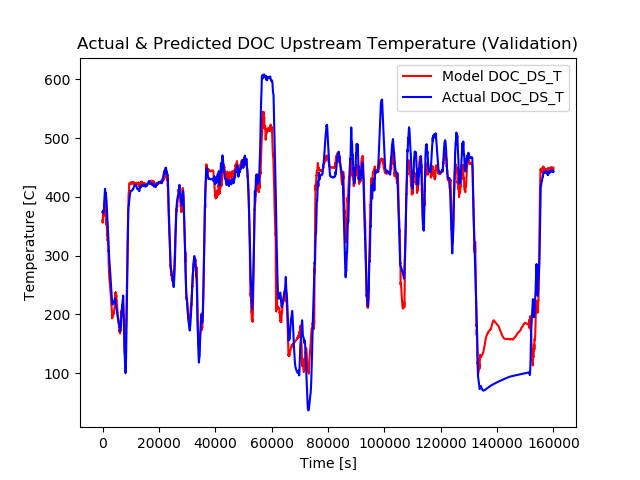 Actual & Predicted DOC Upstream Temperature (Validation)
Model DOC_DS_T
Actual DOC_DS_T
Temperature [C]
600
500
400
300
200
100
0 20000 40000 60000 80000 100000 120000 140000 160000
Time [s]